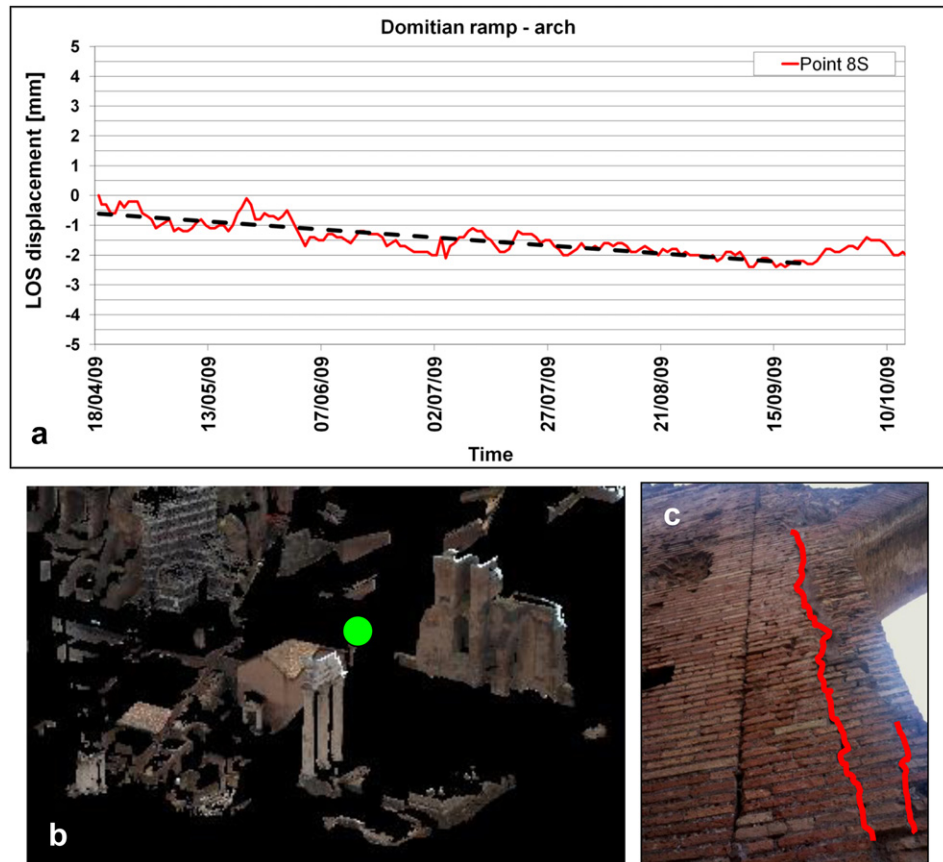 Domitian ramp - arch
Point 8S
LOS displacement [mm]
5
4
3
2
1
0
-1
-2
-3
-4
-5
18/04/09
13/05/09
07/06/09
02/07/09
27/07/09
21/08/09
15/09/09
10/10/09
Time
a
b
c